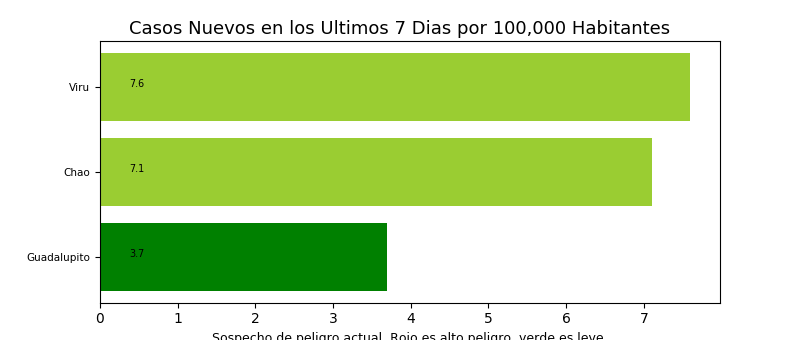 Casos Nuevos en los Ultimos 7 Dias por 100,000 Habitantes
Viru
7.6
Chao
7.1
Guadalupito
3.7
0 1 2 3 4 5 6 7
Sospecho de peligro actual. Rojo es alto peligro, verde es leve